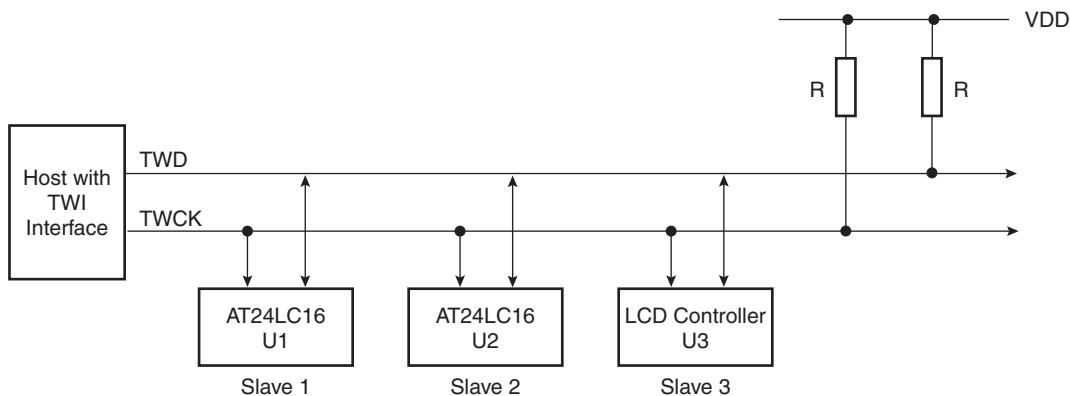 VDD
R
R
Host with
TWI
Interface
TWD
TWCK
AT24LC16
U1
AT24LC16
U2
LCD Controller
U3
Slave 1
Slave 2
Slave 3